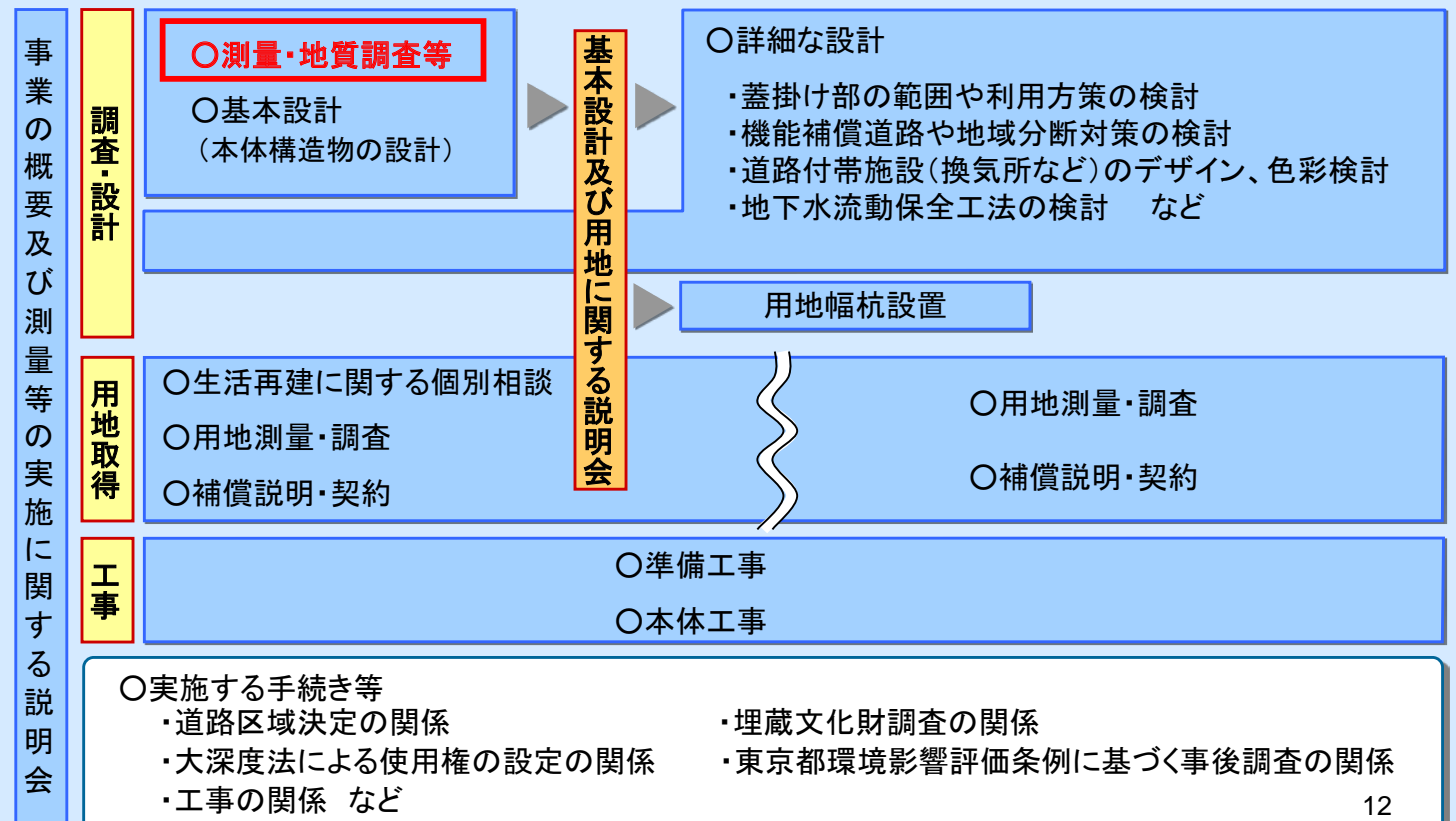 事業の概要及び測量等の実施に関する説明会
調査・設計
○測量・地質調査等
○基本設計
（本体構造物の設計）
基本設計及び用地に関する説明会
○詳細な設計
・蓋掛け部の範囲や利用方策の検討
・機能補償道路や地域分断対策の検討
・道路付帯施設（換気所など）のデザイン、色彩検討
・地下水流動保全工法の検討　など
用地幅杭設置
用地取得
○生活再建に関する個別相談
○用地測量・調査
○補償説明・契約
○用地測量・調査
○補償説明・契約
工事
○準備工事
○本体工事
○実施する手続き等
・道路区域決定の関係
・大深度法による使用権の設定の関係
・工事の関係 など
・埋蔵文化財調査の関係
・東京都環境影響評価条例に基づく事後調査の関係
12